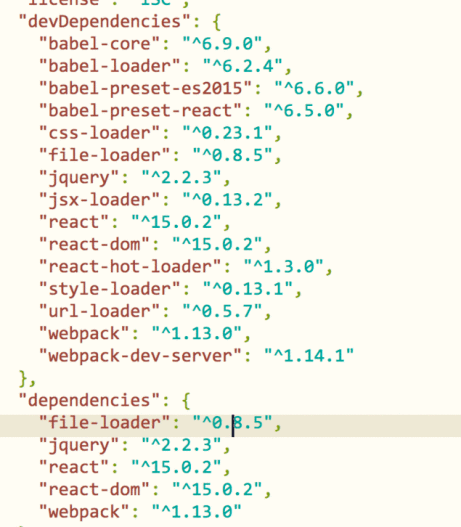 "license": "ISC",
"devDependencies": {
"babel-core": "^6.9.0",
"babel-loader": "^6.2.4",
"babel-preset-es2015": "^6.6.0",
"babel-preset-react": "^6.5.0",
"css-loader": "^0.23.1",
"file-loader": "^0.8.5",
"jquery": "^2.2.3",
"jsx-loader": "^0.13.2",
"react": "^15.0.2",
"react-dom": "^15.0.2",
"react-hot-loader": "^1.3.0",
"style-loader": "^0.13.1",
"url-loader": "^0.5.7",
"webpack": "^1.13.0",
"webpack-dev-server": "^1.14.1"
},
"dependencies": {
"file-loader": "^0.8.5",
"jquery": "^2.2.3",
"react": "^15.0.2",
"react-dom": "^15.0.2",
"webpack": "^1.13.0"